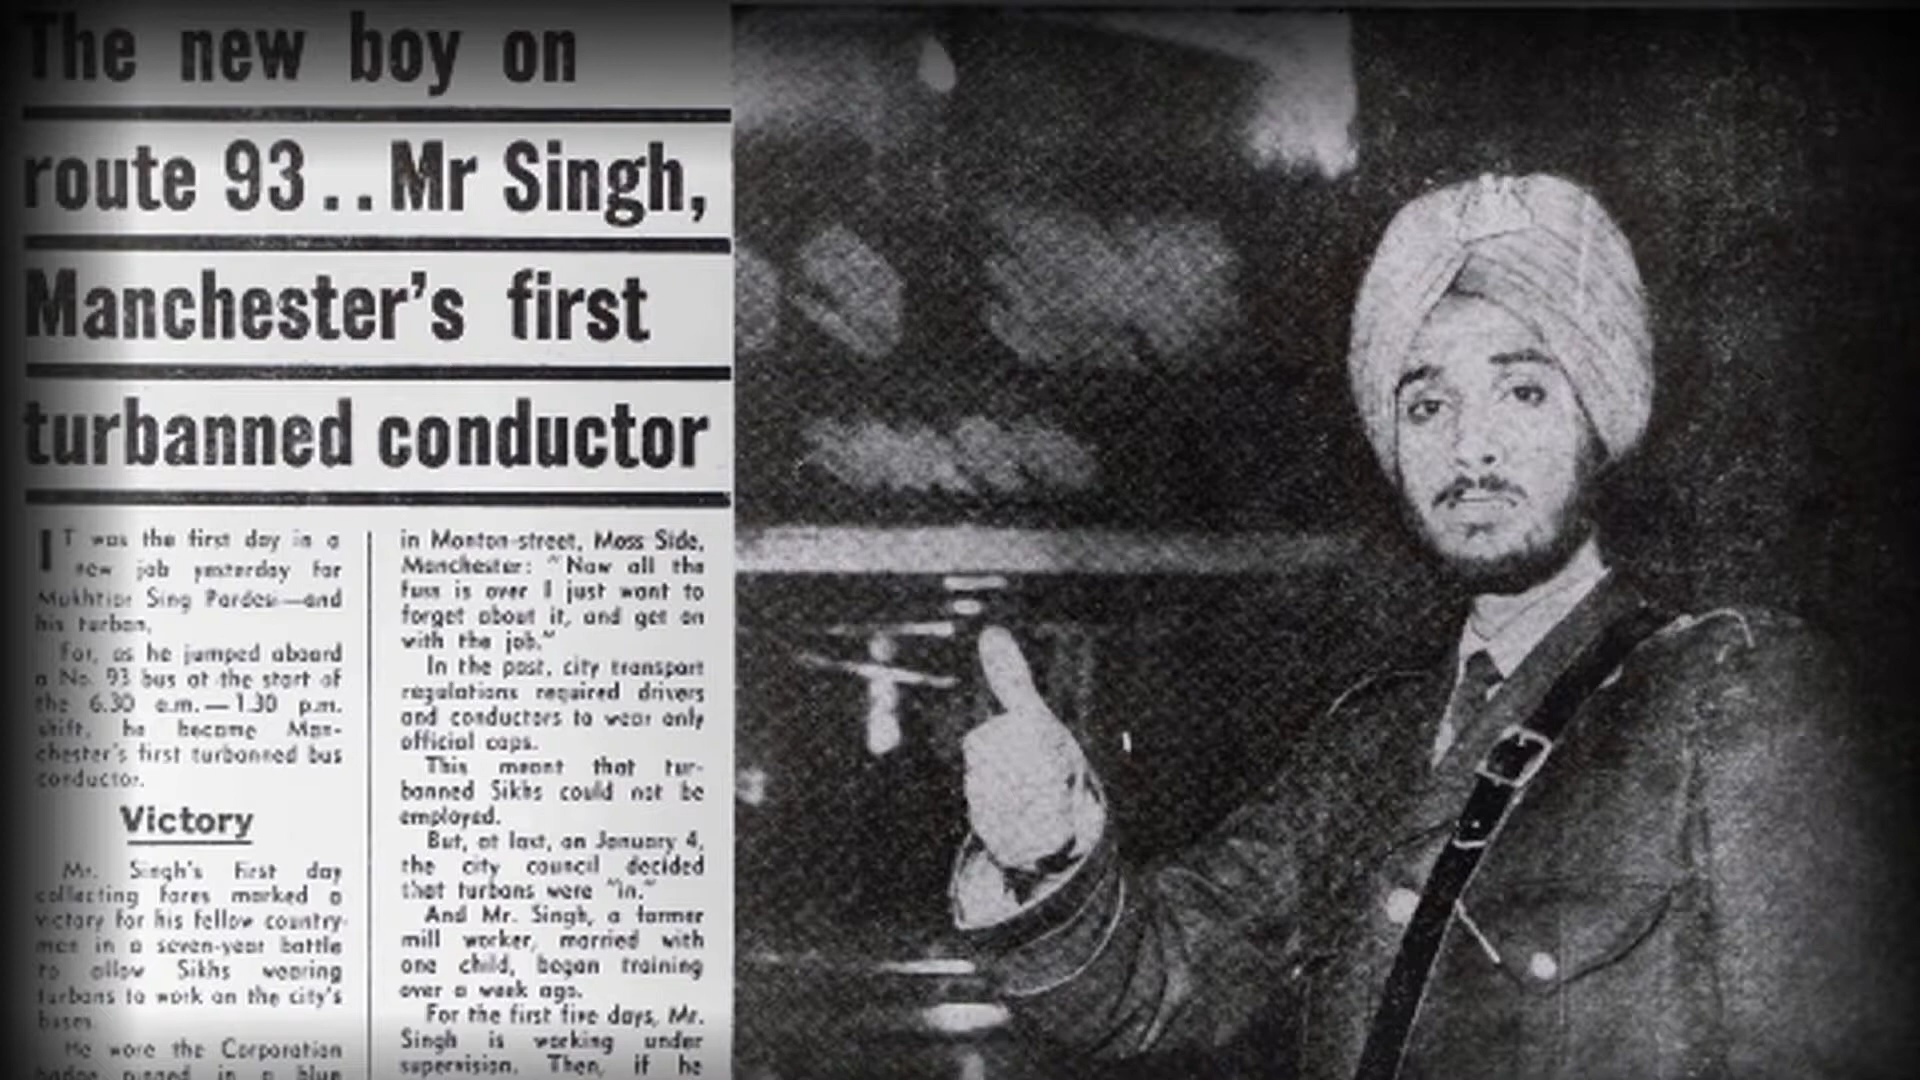 The new boy on
route 93 . . Mr Singh,
Manchester's first
turbanned conductor
IT was the first day in a
new job yesterday for
Mukhtiar Sing Pardesi—and
his turban.
For, as he jumped aboard
a No. 93 bus at the start of
the 6.30 a.m.—1.30 p.m.
shift, he became Man-
chester's first turbanned bus
conductor.
Victory
Mr. Singh's first day
collecting fares marked a
victory for his fellow country-
men in a seven-year battle
to allow Sikhs wearing
turbans to work on the city's
buses.
He wore the Corporation
badge pinned in a blue
in Monton-street, Moss Side,
Manchester: "Now all the
fuss is over I just want to
forget about it, and get on
with the job."
In the past, city transport
regulations required drivers
and conductors to wear only
official caps.
This meant that tur-
banned Sikhs could not be
employed.
But, at last, on January 4,
the city council decided
that turbans were "in."
And Mr. Singh, a former
mill worker, married with
one child, began training
over a week ago.
For the first five days, Mr.
Singh is working under
supervision. Then, if he